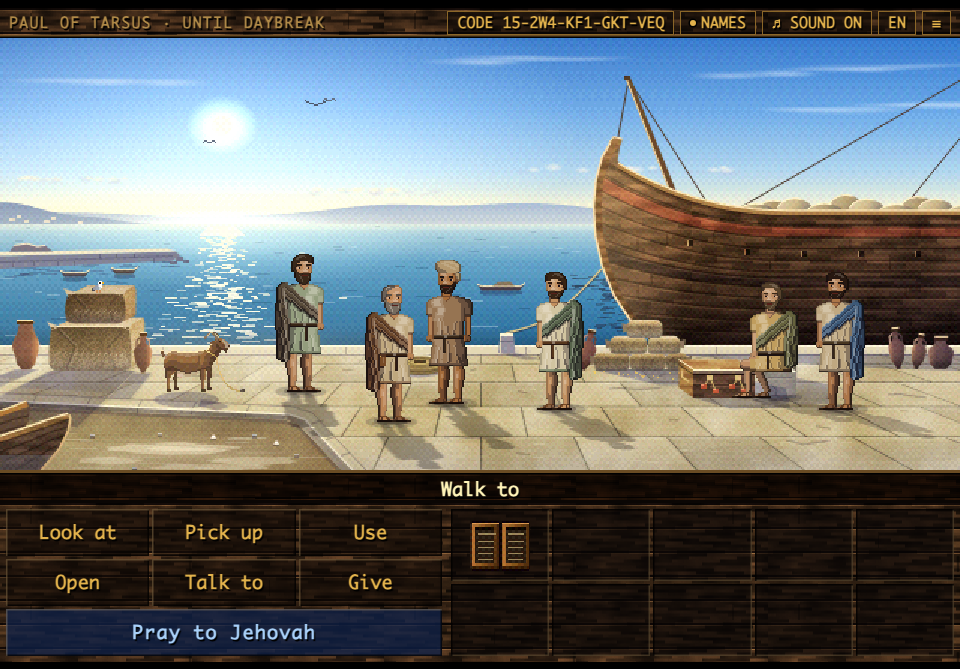 PAUL OF TARSUS · UNTIL DAYBREAK
CODE 15-2W4-KF1-GKT-VEQ
• NAMES
♬ SOUND ON
EN
≡
Walk to
Look at
Pick up
Use
Open
Talk to
Give
Pray to Jehovah